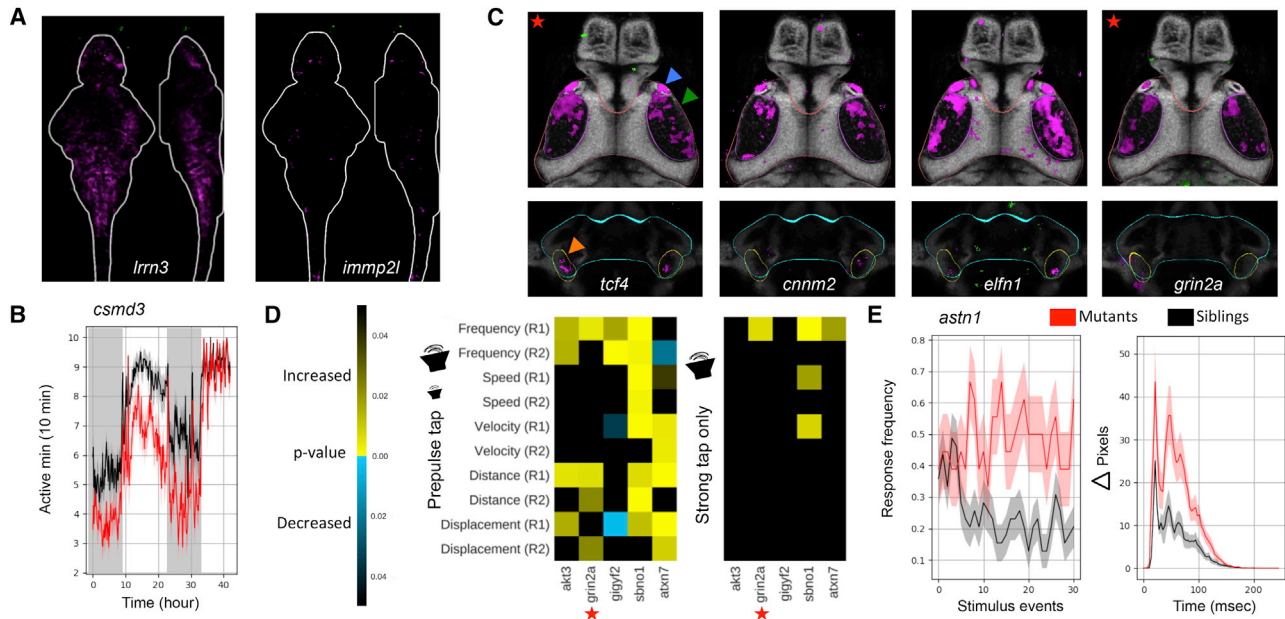 A
lrrn3
immp2l
B
csmd3
Active min (10 min)
10
9
8
7
6
5
4
3
2
0
10
20
30
40
Time (hour)
C
tcf4
cnnm2
elfn1
grin2a
D
Increased
p-value
Decreased
0.04
0.02
0.00
0.02
0.04
Prepulse tap
Frequency (R1)
Frequency (R2)
Speed (R1)
Speed (R2)
Velocity (R1)
Velocity (R2)
Distance (R1)
Distance (R2)
Displacement (R1)
Displacement (R2)
akt3
grin2a
gigyf2
sbno1
atxn7
Strong tap only
akt3
grin2a
gigyf2
sbno1
atxn7
E
astn1
Mutants
Siblings
Response frequency
0.8
0.7
0.6
0.5
0.4
0.3
0.2
0.1
0
10
20
30
Stimulus events
Δ Pixels
50
40
30
20
10
0
0
100
200
Time (msec)